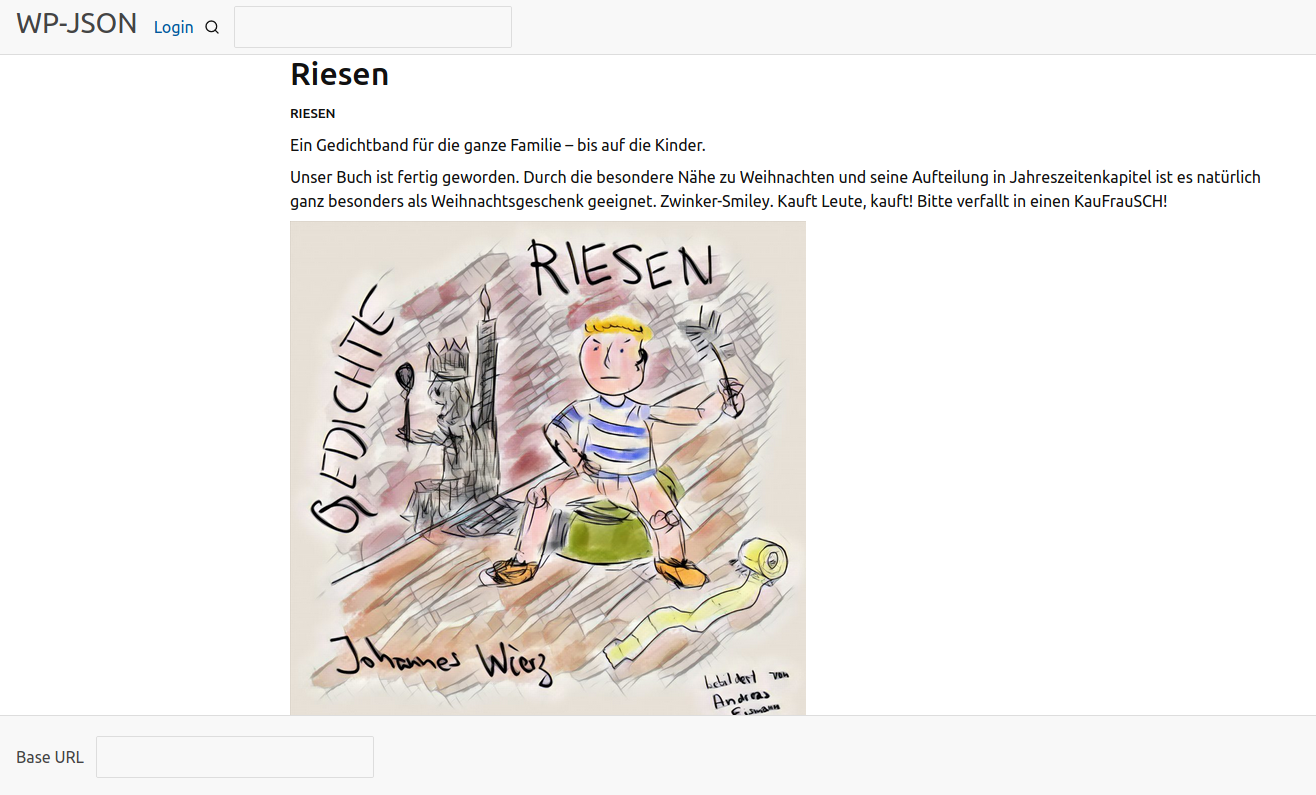 WP-JSON Login
Riesen
RIESEN
Ein Gedichtband für die ganze Familie – bis auf die Kinder.
Unser Buch ist fertig geworden. Durch die besondere Nähe zu Weihnachten und seine Aufteilung in Jahreszeitenkapitel ist es natürlich
ganz besonders als Weihnachtsgeschenk geeignet. Zwinker-Smiley. Kauft Leute, kauft! Bitte verfallt in einen KauFrauSCH!
RIESEN
GEDICHTE
Johannes Wierz
bebildert von
Andreas
Base URL